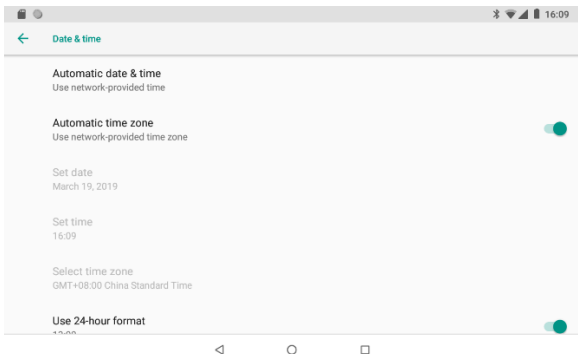 16:09
Date & time
Automatic date & time
Use network-provided time
Automatic time zone
Use network-provided time zone
Set date
March 19, 2019
Set time
16:09
Select time zone
GMT+08:00 China Standard Time
Use 24-hour format